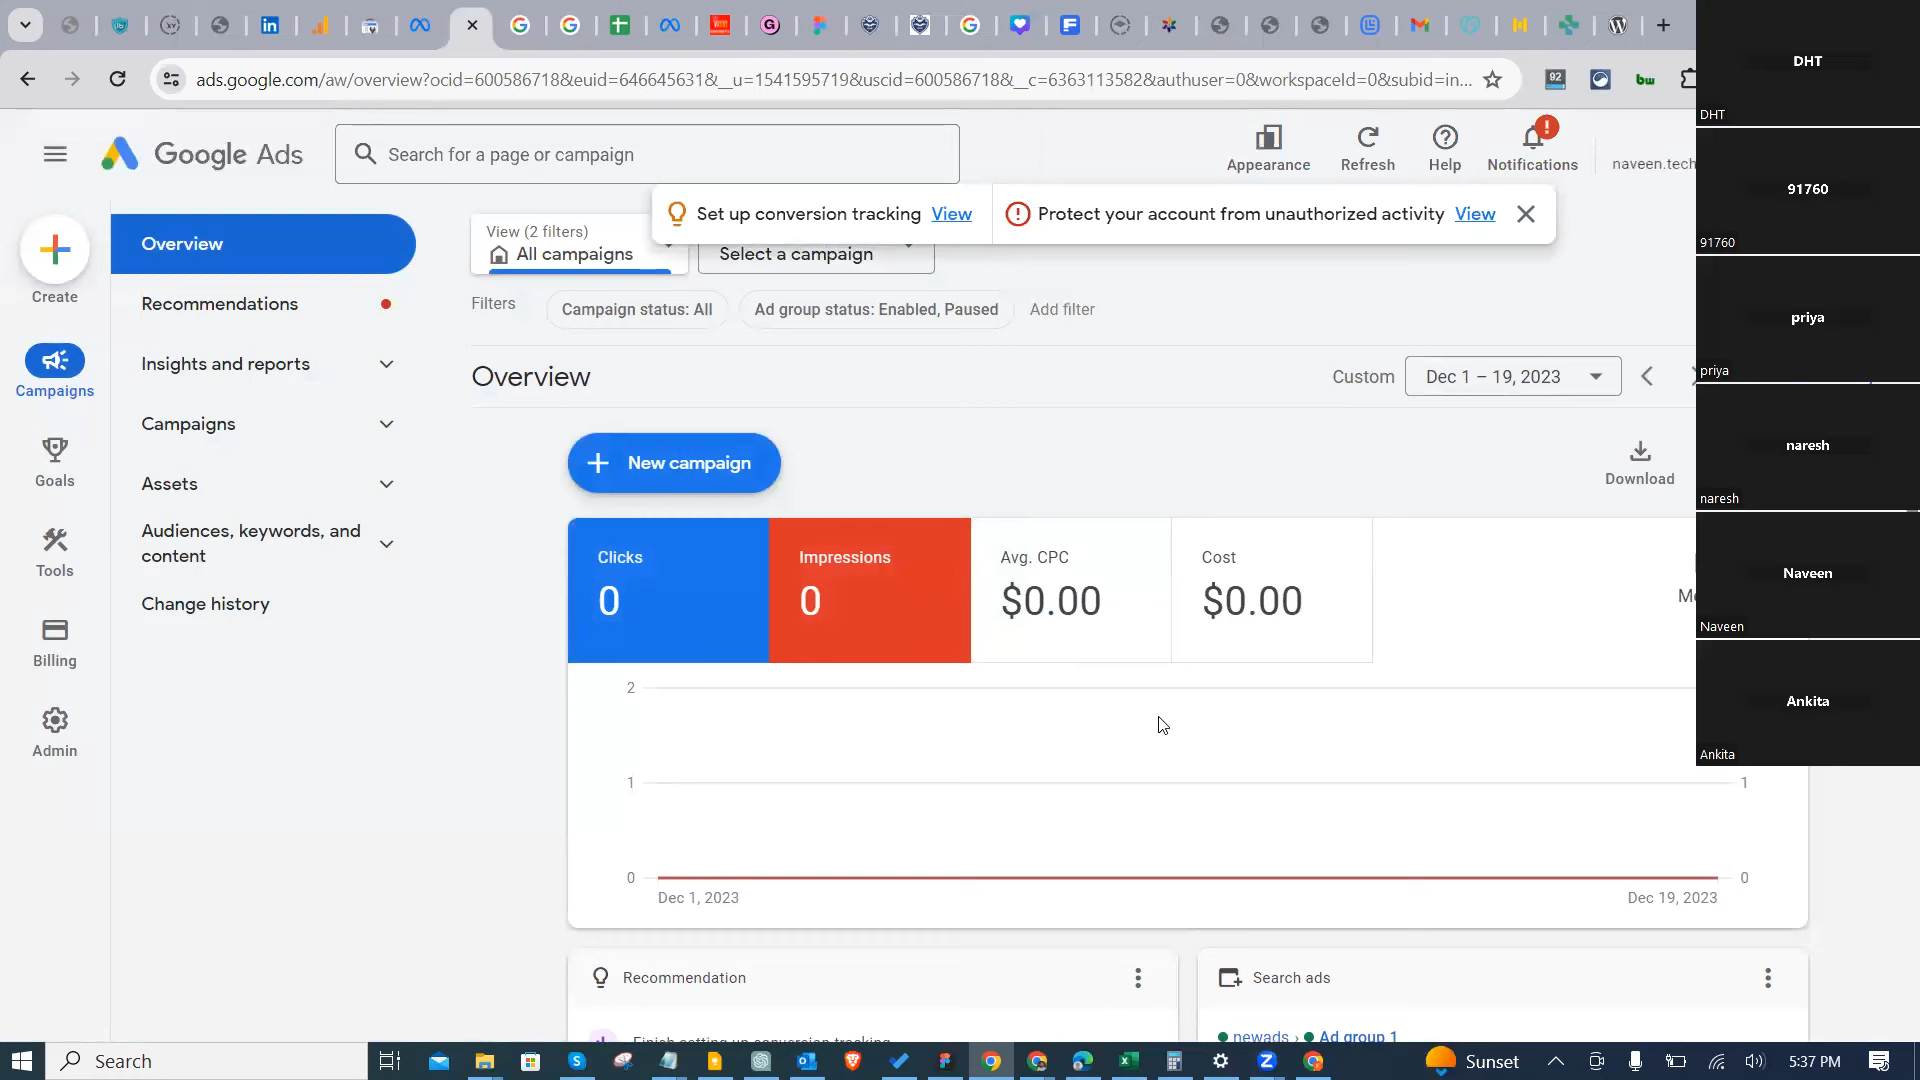 ads.google.com/aw/overview?ocid=600586718&euid=646645631&__u=1541595719&uscid=600586718&__c=6363113582&authuser=0&workspaceId=0&subid=in...
92
bw
Google Ads
Search for a page or campaign
Appearance
Refresh
Help
Notifications
naveen.tech
Set up conversion tracking View
Protect your account from unauthorized activity View
Create
Campaigns
Goals
Tools
Billing
Admin
Overview
Recommendations
Insights and reports
Campaigns
Assets
Audiences, keywords, and
content
Change history
View (2 filters)
All campaigns
Select a campaign
Filters
Campaign status: All
Ad group status: Enabled, Paused
Add filter
Overview
Custom
Dec 1 – 19, 2023
New campaign
Download
Clicks
0
Impressions
0
Avg. CPC
$0.00
Cost
$0.00
2
1
1
0
0
Dec 1, 2023
Dec 19, 2023
Recommendation
Finish setting up conversion tracking
Search ads
newads › Ad group 1
DHT
DHT
91760
91760
priya
priya
naresh
naresh
Naveen
Naveen
Ankita
Ankita
Search
Sunset
5:37 PM